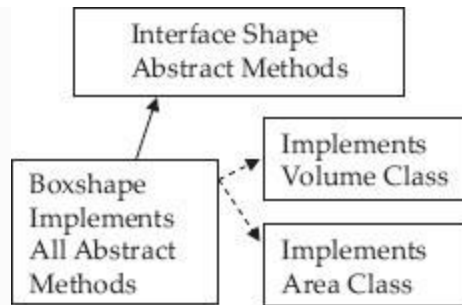 Interface Shape
Abstract Methods
Implements
Volume Class
Boxshape
Implements
All Abstract
Methods
Implements
Area Class